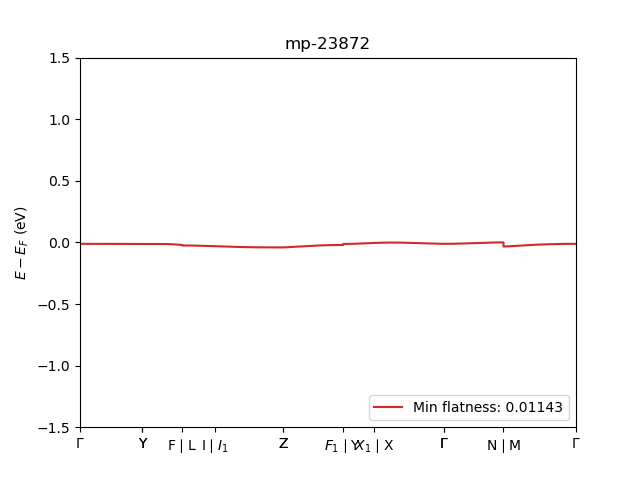 mp-23872
1.5
1.0
0.5
0.0
−0.5
−1.0
−1.5
E − E_F (eV)
Min flatness: 0.01143
Γ Y F | L I | I₁ Z F₁ | Y X₁ | X Γ N | M Γ